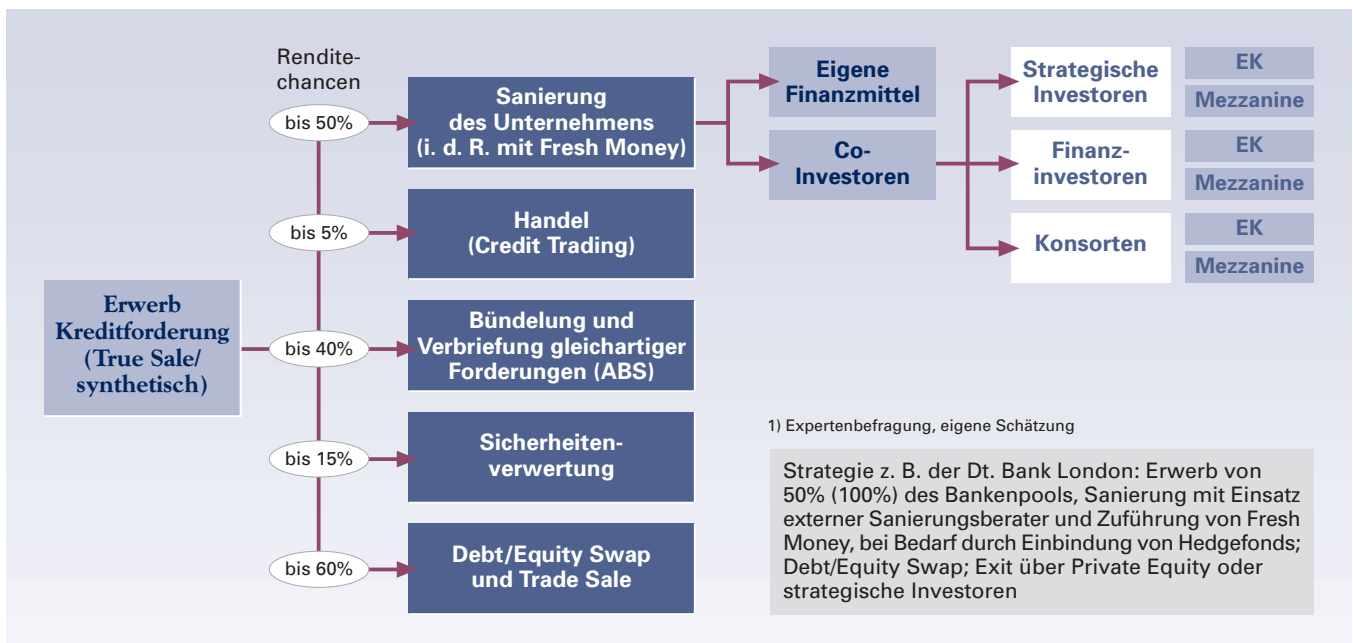 Rendite-
chancen
bis 50%
bis 5%
bis 40%
bis 15%
bis 60%
Erwerb
Kreditforderung
(True Sale/
synthetisch)
Sanierung
des Unternehmens
(i. d. R. mit Fresh Money)
Handel
(Credit Trading)
Bündelung und
Verbriefung gleichartiger
Forderungen (ABS)
Sicherheiten-
verwertung
Debt/Equity Swap
und Trade Sale
Eigene
Finanzmittel
Co-
Investoren
Strategische
Investoren
EK
Mezzanine
Finanz-
investoren
EK
Mezzanine
Konsorten
EK
Mezzanine
1) Expertenbefragung, eigene Schätzung
Strategie z. B. der Dt. Bank London: Erwerb von
50% (100%) des Bankenpools, Sanierung mit Einsatz
externer Sanierungsberater und Zuführung von Fresh
Money, bei Bedarf durch Einbindung von Hedgefonds;
Debt/Equity Swap; Exit über Private Equity oder
strategische Investoren